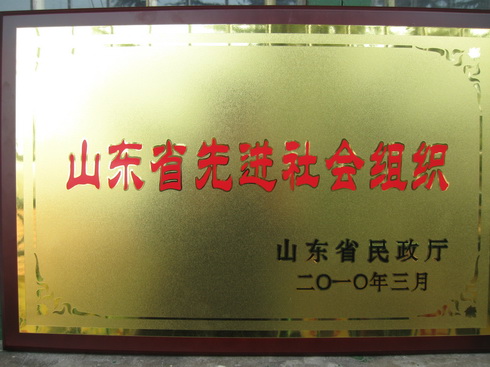 山东省先进社会组织
山东省民政厅
二〇一〇年三月